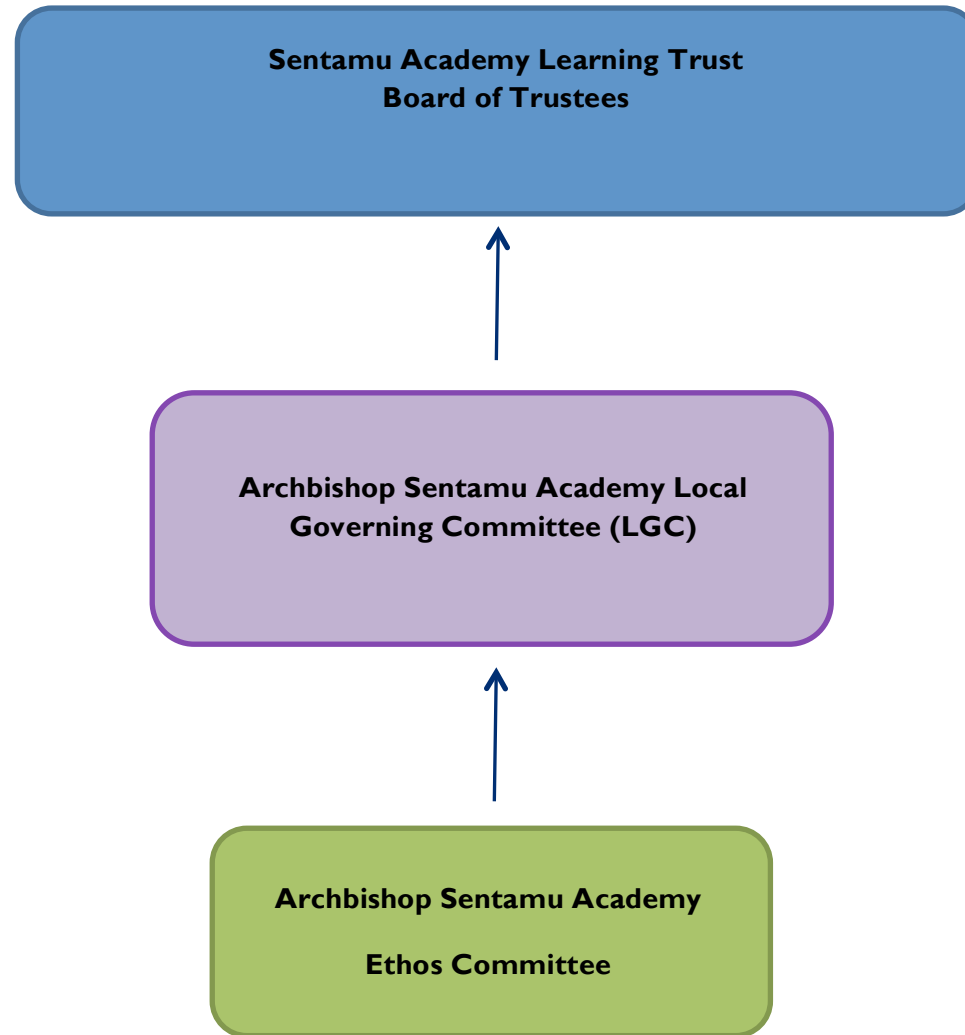 Sentamu Academy Learning Trust
Board of Trustees
Archbishop Sentamu Academy Local
Governing Committee (LGC)
Archbishop Sentamu Academy
Ethos Committee